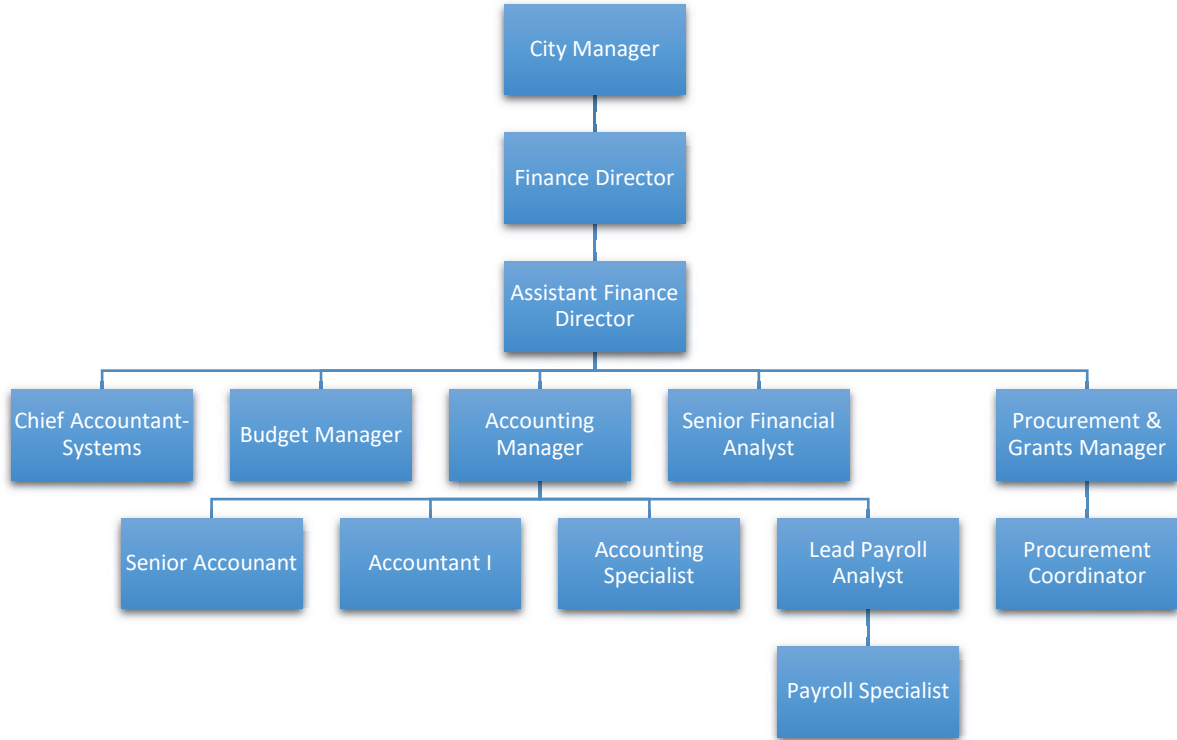 City Manager
Finance Director
Assistant Finance
Director
Chief Accountant-
Systems
Budget Manager
Accounting
Manager
Senior Financial
Analyst
Procurement &
Grants Manager
Senior Accounant
Accountant I
Accounting
Specialist
Lead Payroll
Analyst
Procurement
Coordinator
Payroll Specialist